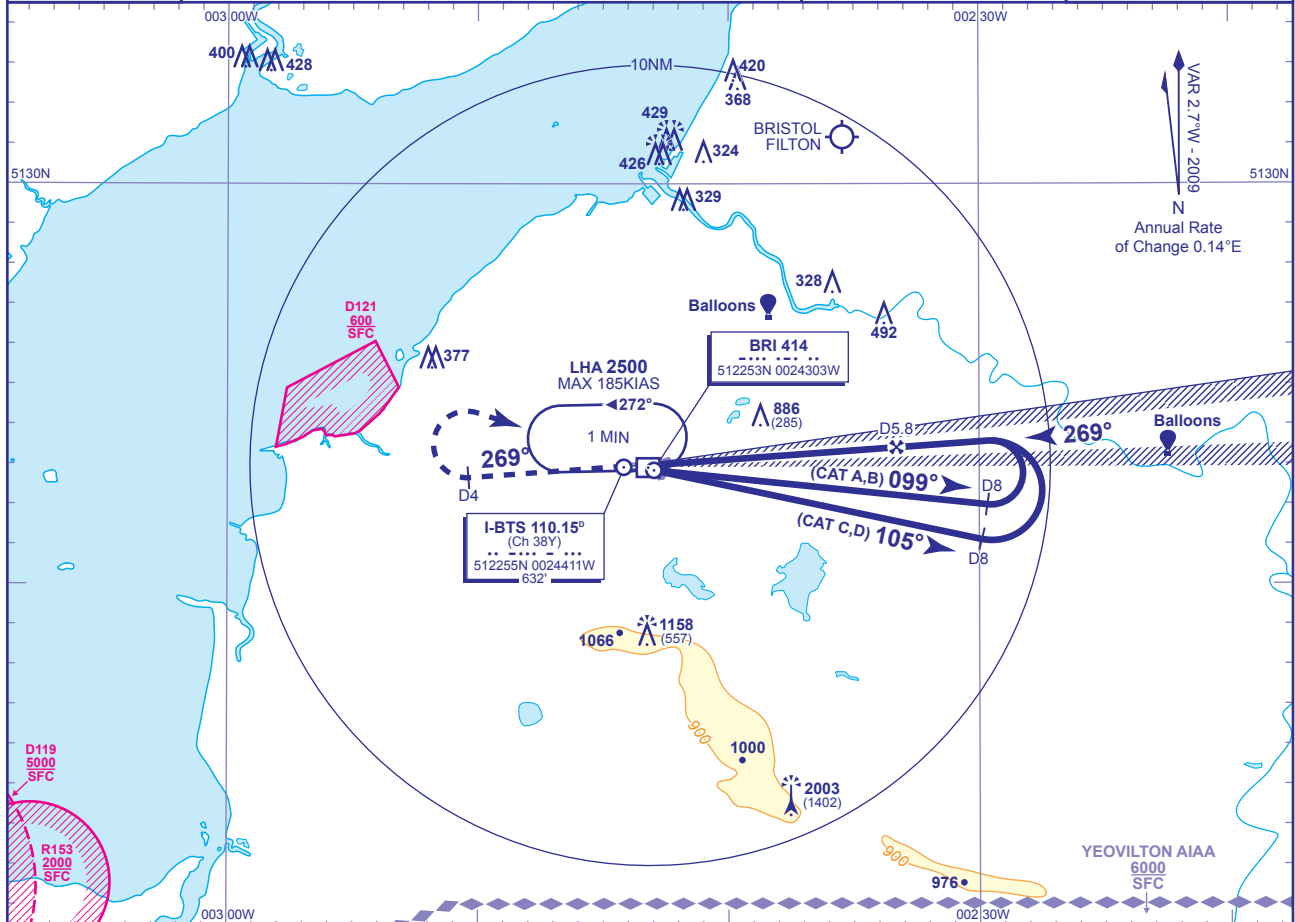 003 00W
002 30W
400
428
10NM
420
368
429
426
324
BRISTOL
FILTON
VAR 2.7°W - 2009
5130N
5130N
329
N
Annual Rate
of Change 0.14°E
D121
600
SFC
328
Balloons
492
377
LHA 2500
MAX 185KIAS
272°
1 MIN
BRI 414
512253N 0024303W
886
(285)
D5.8
269°
Balloons
269°
D4
(CAT A,B) 099°
D8
(CAT C,D) 105°
D8
I-BTS 110.15ᴰ
(Ch 38Y)
512255N 0024411W
632'
1066
1158
(557)
900
1000
2003
(1402)
D119
5000
SFC
R153
2000
SFC
900
976
YEOVILTON AIAA
6000
SFC
003 00W
002 30W